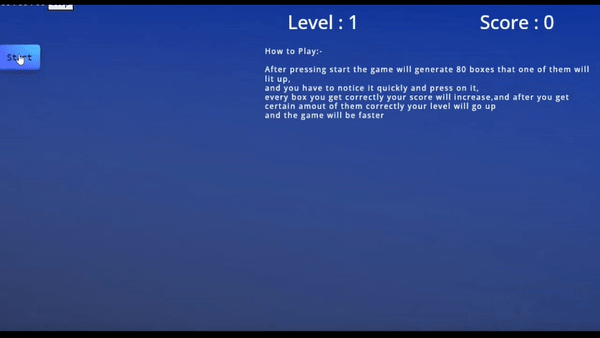 Level : 1
Score : 0
Start
How to Play:-
After pressing start the game will generate 80 boxes that one of them will
lit up,
and you have to notice it quickly and press on it,
every box you get correctly your score will increase,and after you get
certain amout of them correctly your level will go up
and the game will be faster